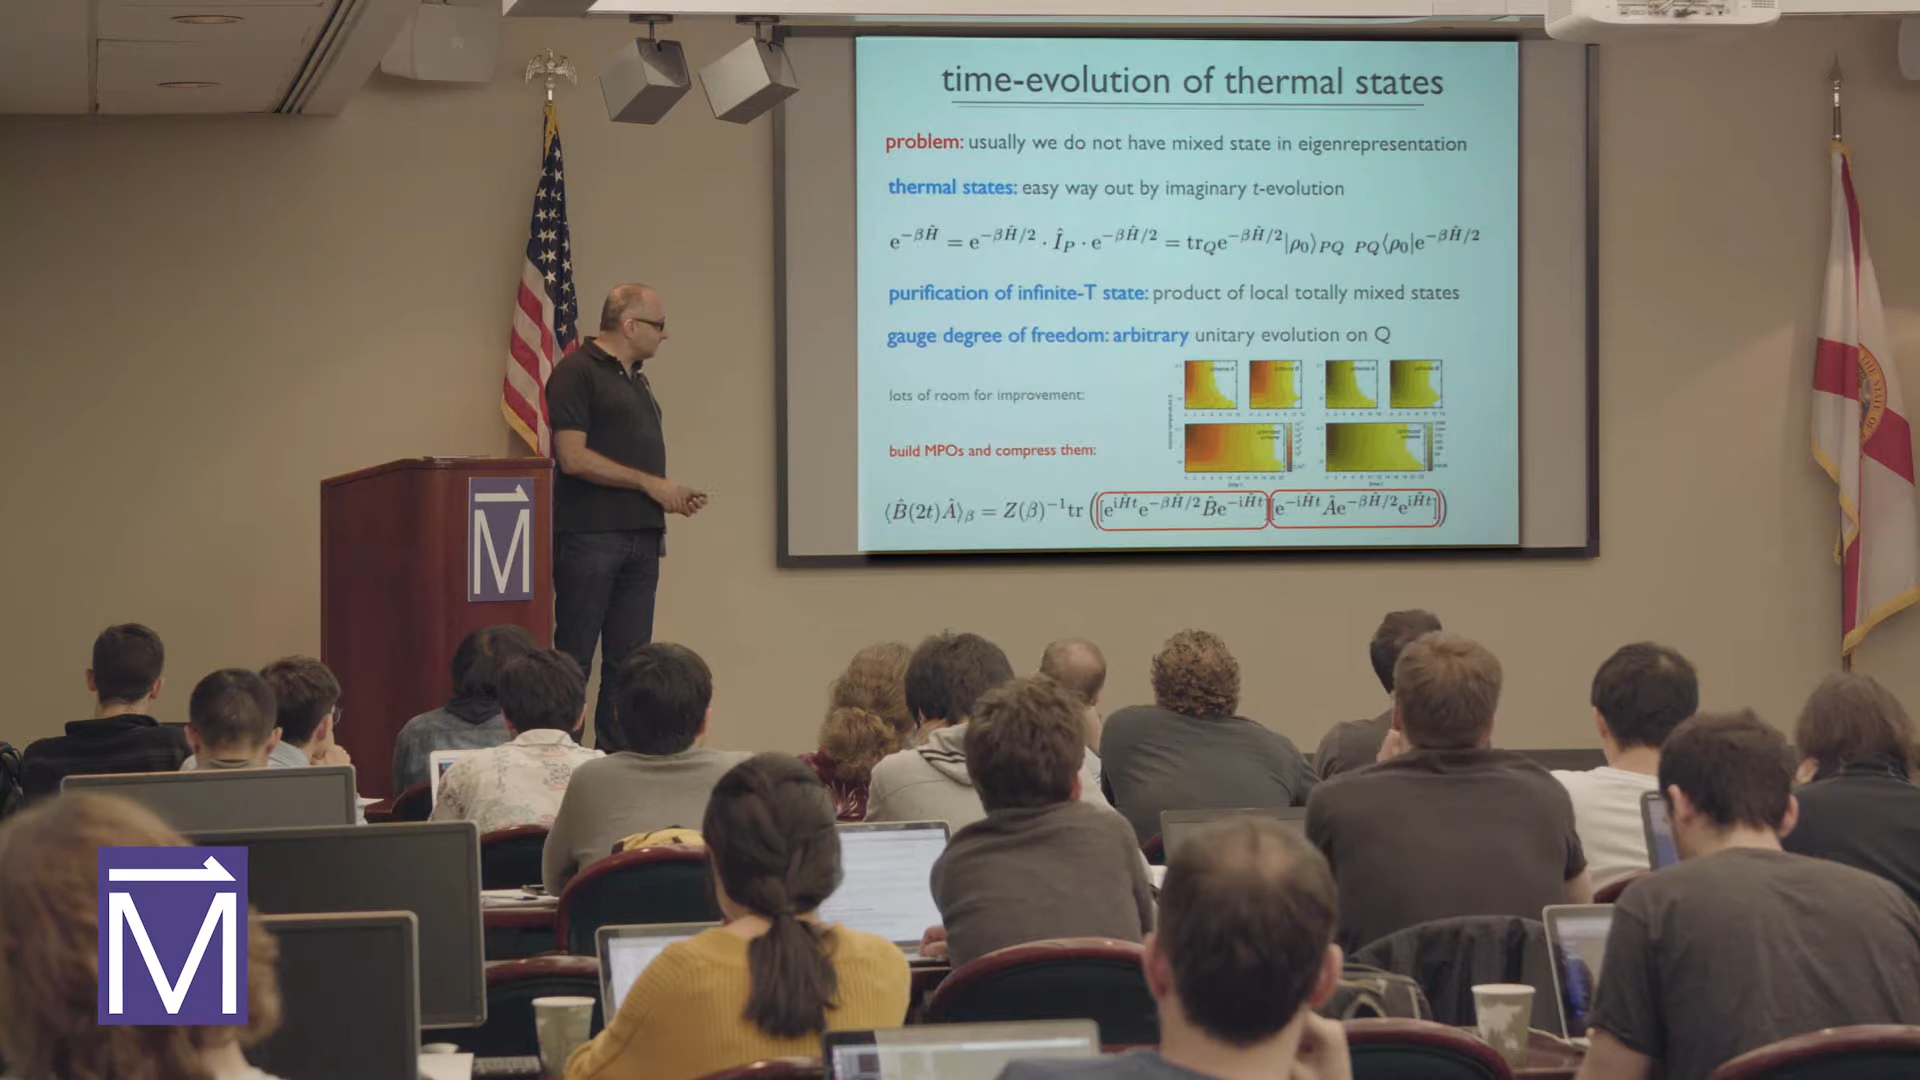 time-evolution of thermal states
problem: usually we do not have mixed state in eigenrepresentation
thermal states: easy way out by imaginary t-evolution
e^{-βĤ} = e^{-βĤ/2} · Î_P · e^{-βĤ/2} = tr_Q e^{-βĤ/2}|ρ₀⟩_{PQ} _{PQ}⟨ρ₀|e^{-βĤ/2}
purification of infinite-T state: product of local totally mixed states
gauge degree of freedom: arbitrary unitary evolution on Q
lots of room for improvement:
build MPOs and compress them:
⟨B̂(2t)Â⟩_β = Z(β)^{-1}tr([e^{iĤt}e^{-βĤ/2}B̂e^{-iĤt}][e^{-iĤt}Âe^{-βĤ/2}e^{iĤt}])
M
M